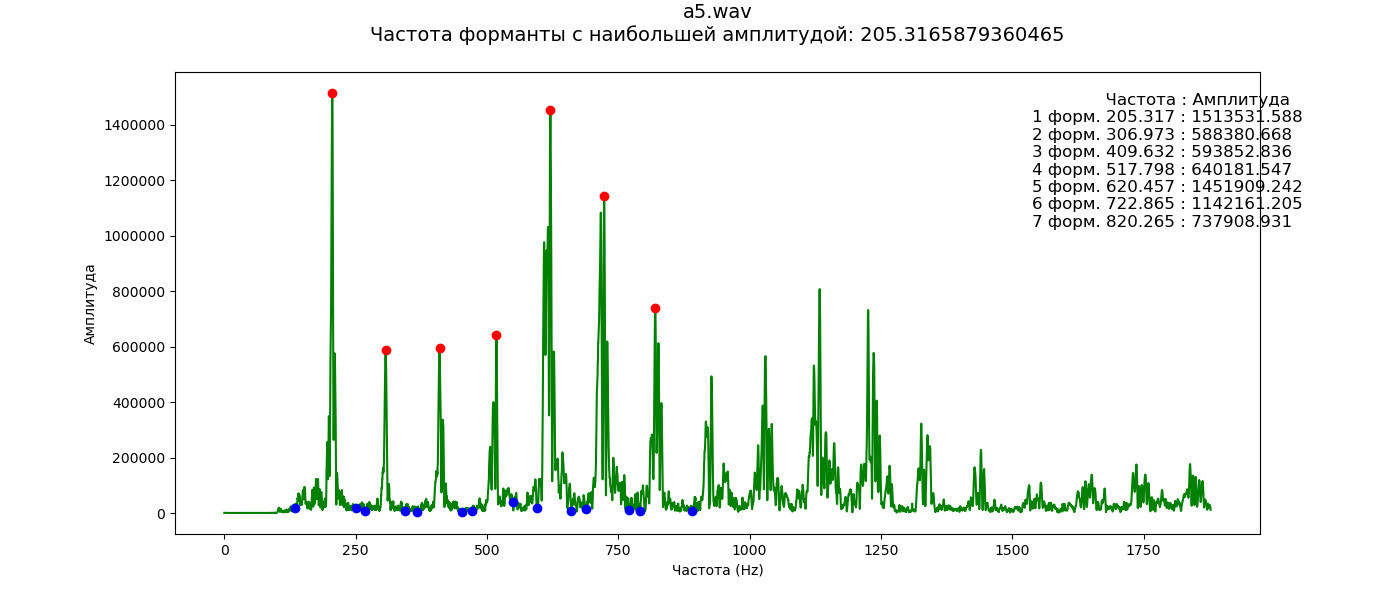 a5.wav
Частота форманты с наибольшей амплитудой: 205.3165879360465
Частота : Амплитуда
1 форм. 205.317 : 1513531.588
2 форм. 306.973 : 588380.668
3 форм. 409.632 : 593852.836
4 форм. 517.798 : 640181.547
5 форм. 620.457 : 1451909.242
6 форм. 722.865 : 1142161.205
7 форм. 820.265 : 737908.931
Амплитуда
1400000
1200000
1000000
800000
600000
400000
200000
0
0 250 500 750 1000 1250 1500 1750
Частота (Hz)